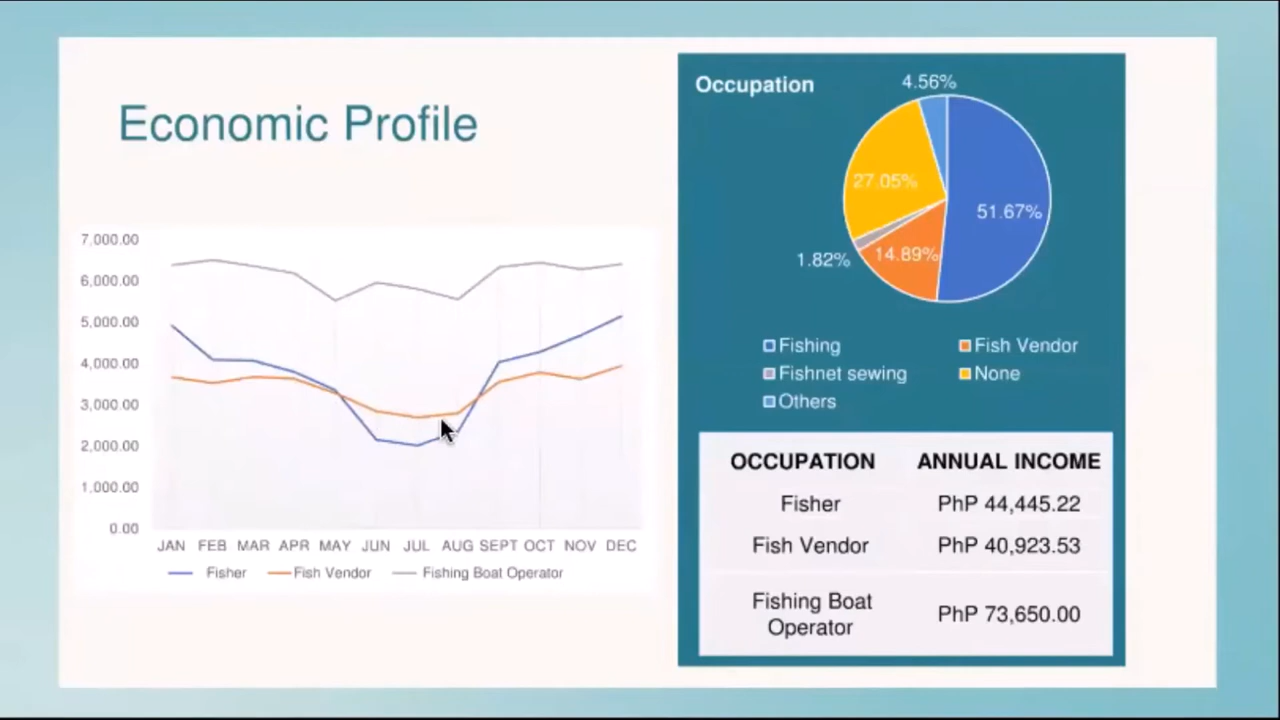 Economic Profile
7,000.00
6,000.00
5,000.00
4,000.00
3,000.00
2,000.00
1,000.00
0.00
JAN FEB MAR APR MAY JUN JUL AUG SEPT OCT NOV DEC
Fisher Fish Vendor Fishing Boat Operator
Occupation
4.56%
27.05%
51.67%
1.82%
14.89%
Fishing Fish Vendor
Fishnet sewing None
Others
OCCUPATION ANNUAL INCOME
Fisher PhP 44,445.22
Fish Vendor PhP 40,923.53
Fishing Boat
Operator PhP 73,650.00